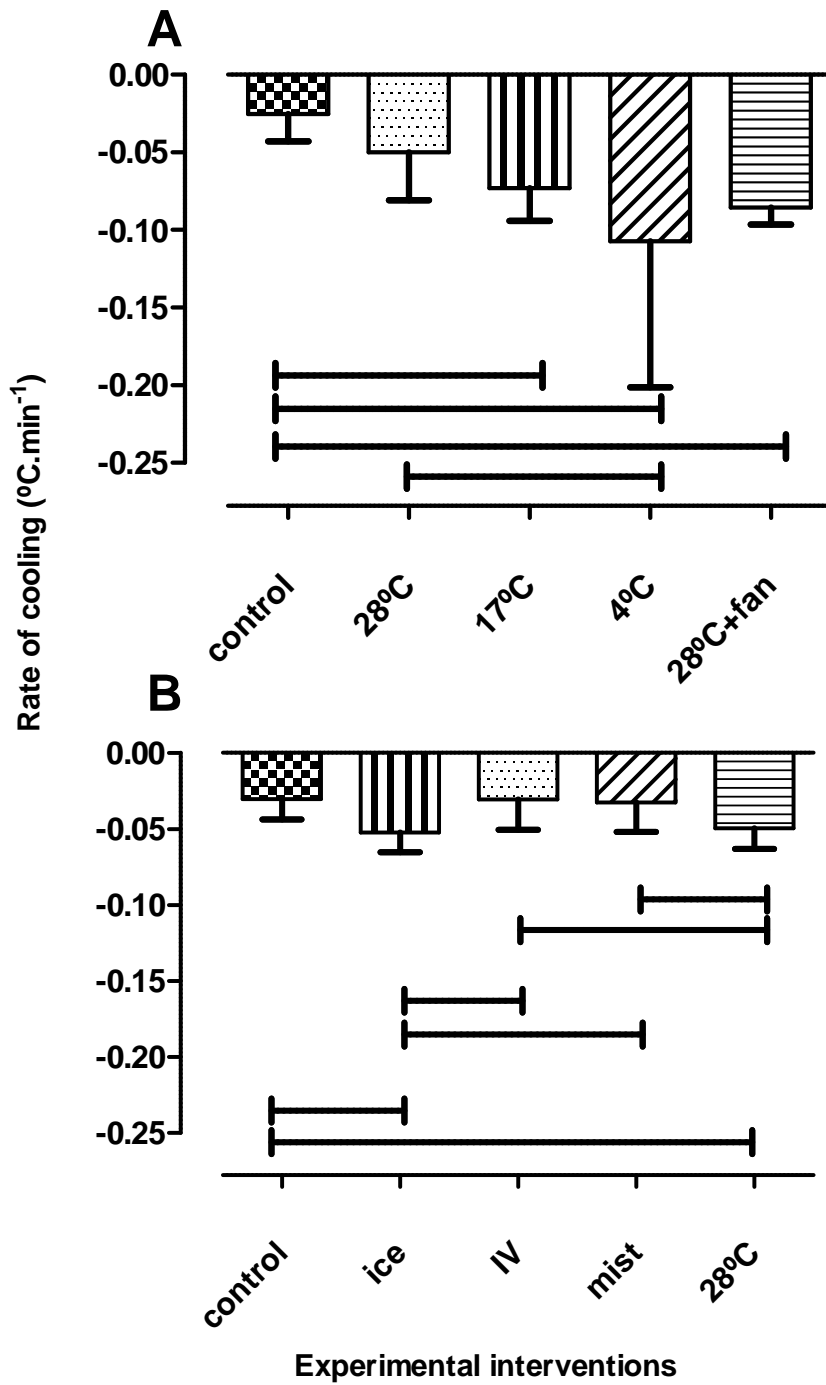 A
0.00
-0.05
-0.10
-0.15
-0.20
-0.25
control
28ºC
17ºC
4ºC
28ºC+fan
Rate of cooling (ºC.min⁻¹)
B
0.00
-0.05
-0.10
-0.15
-0.20
-0.25
control
ice
IV
mist
28ºC
Experimental interventions